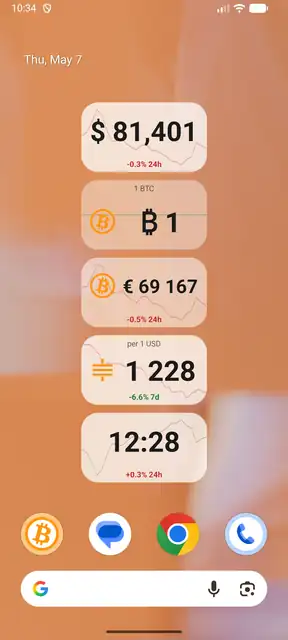 10:34
Thu, May 7
$ 81,401
-0.3% 24h
1 BTC
₿ 1
€ 69 167
-0.5% 24h
per 1 USD
1 228
-6.6% 7d
12:28
+0.3% 24h